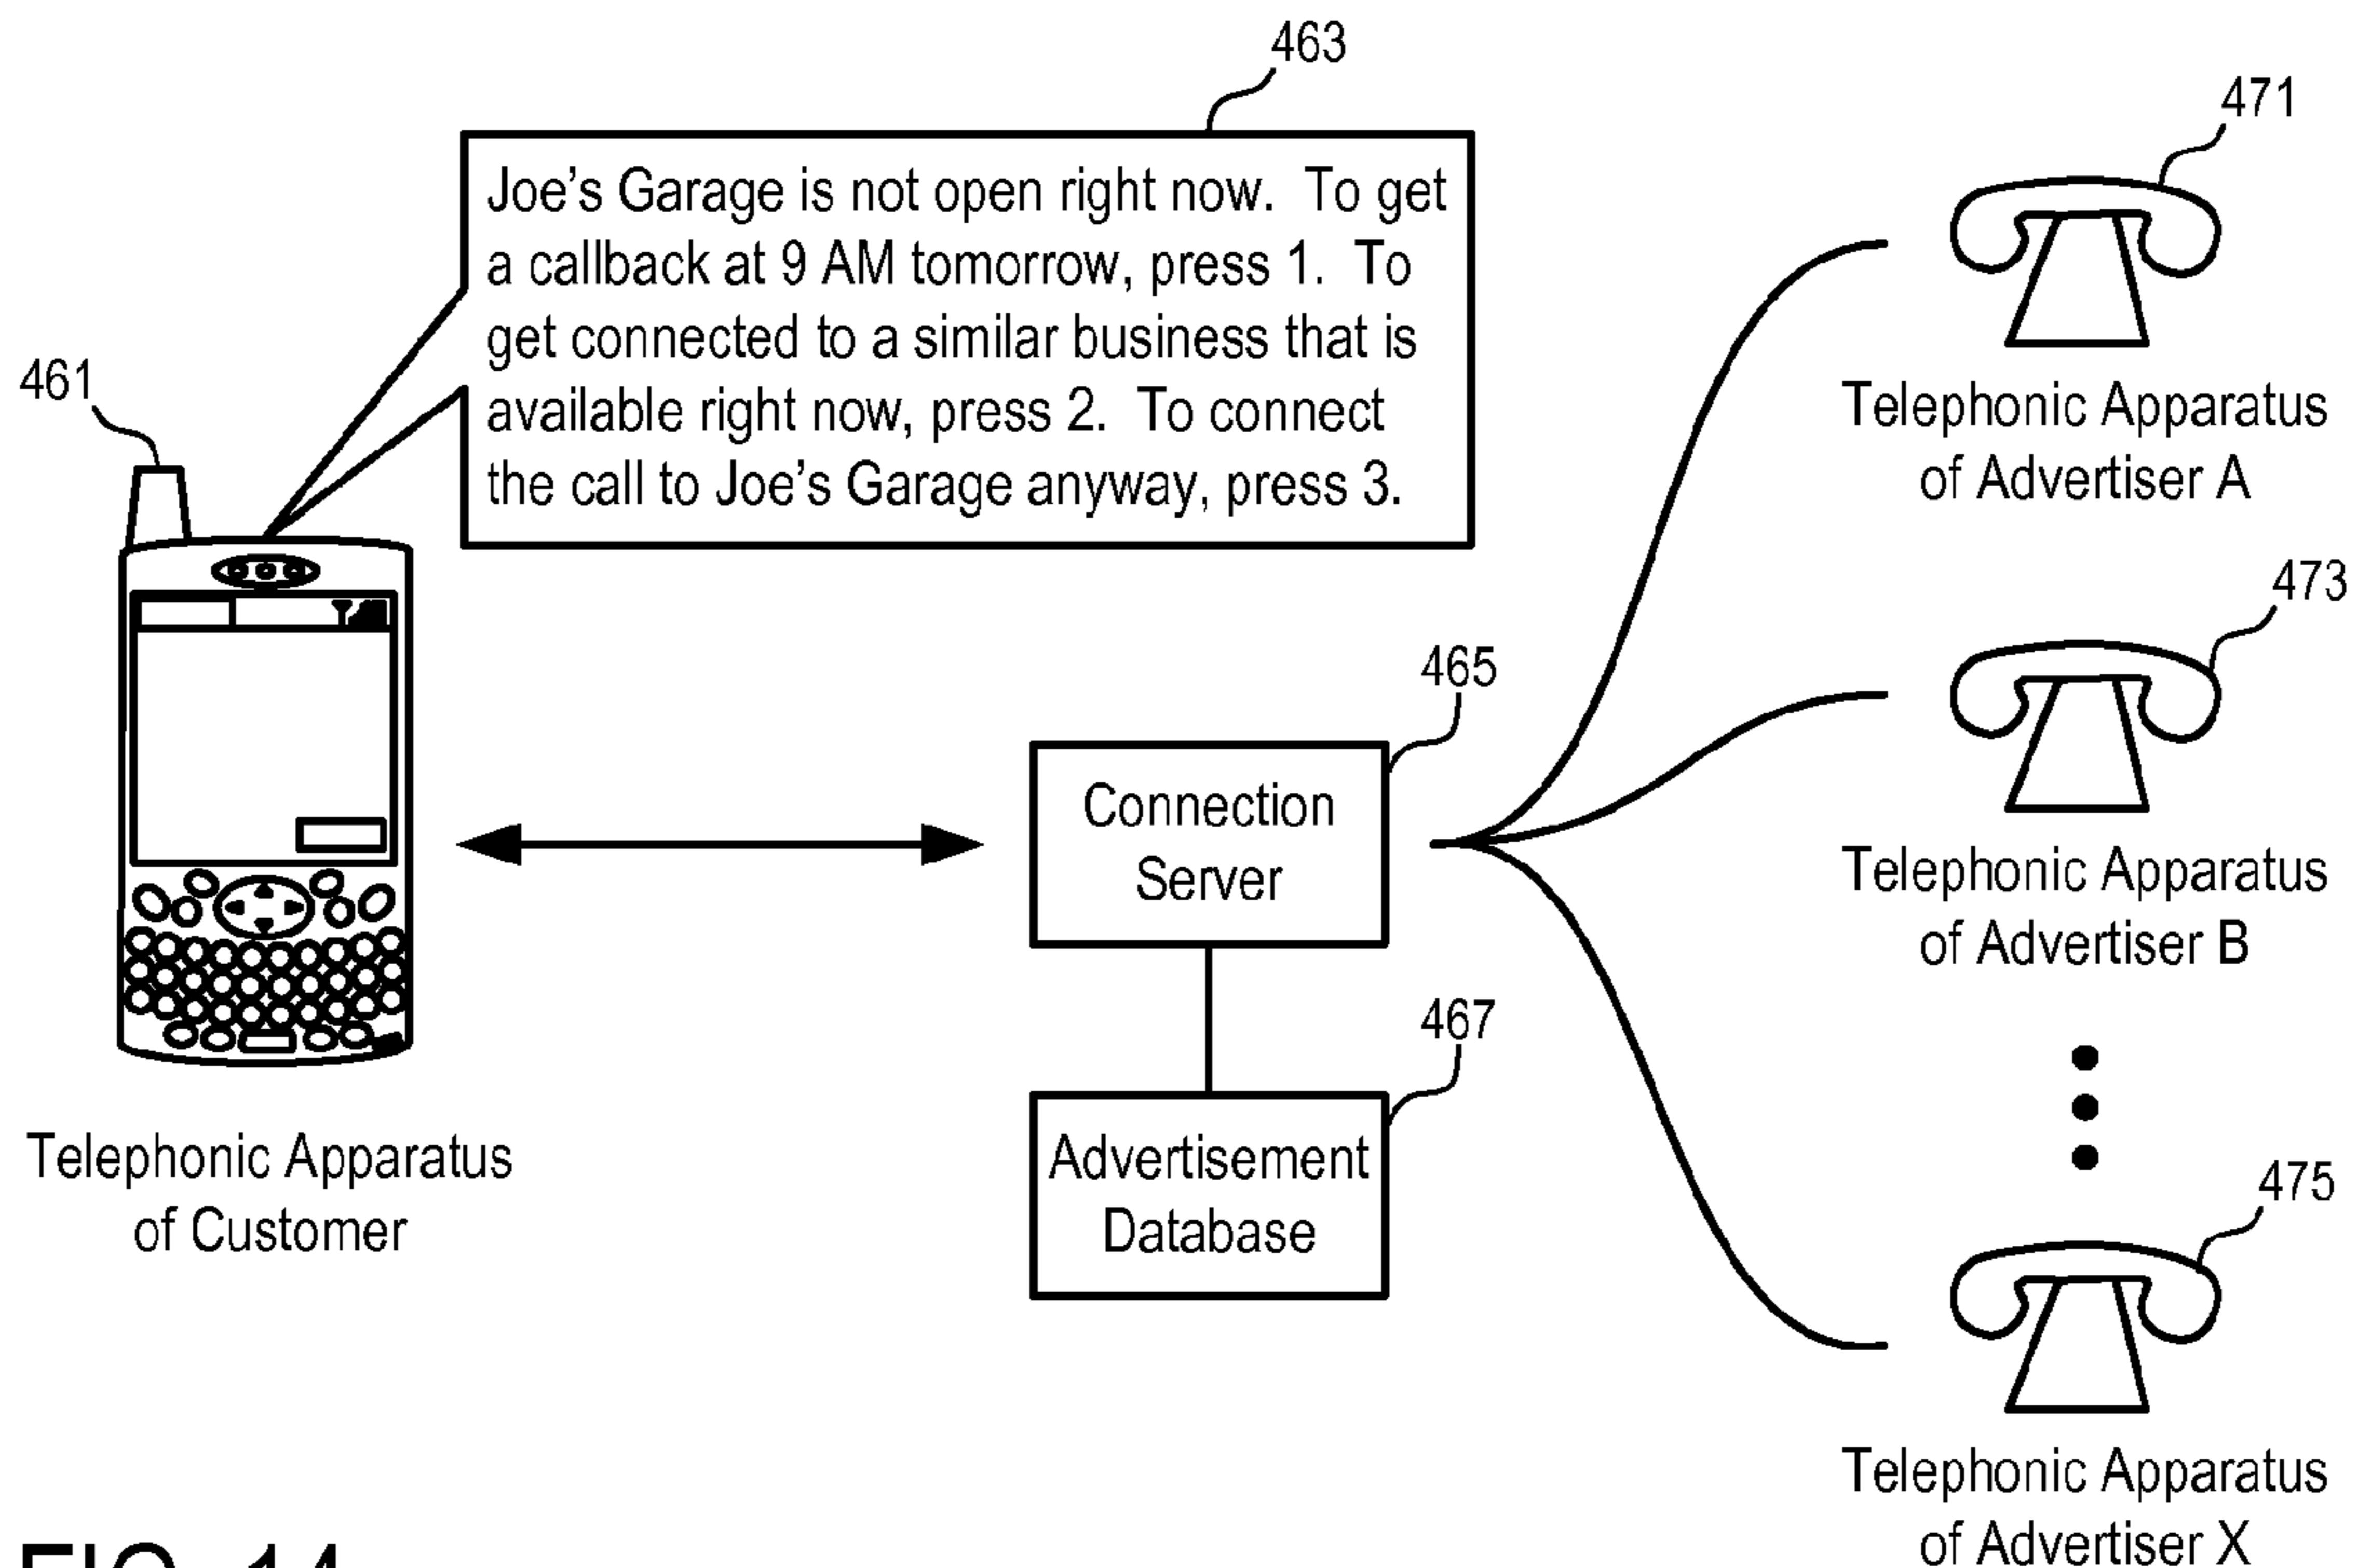 463
471
Joe's Garage is not open right now. To get
a callback at 9 AM tomorrow, press 1. To
get connected to a similar business that is
available right now, press 2. To connect
the call to Joe's Garage anyway, press 3.
461
Telephonic Apparatus
of Advertiser A
473
465
Connection
Server
Telephonic Apparatus
of Advertiser B
467
Advertisement
Database
Telephonic Apparatus
of Customer
475
Telephonic Apparatus
of Advertiser X
FIG. 14